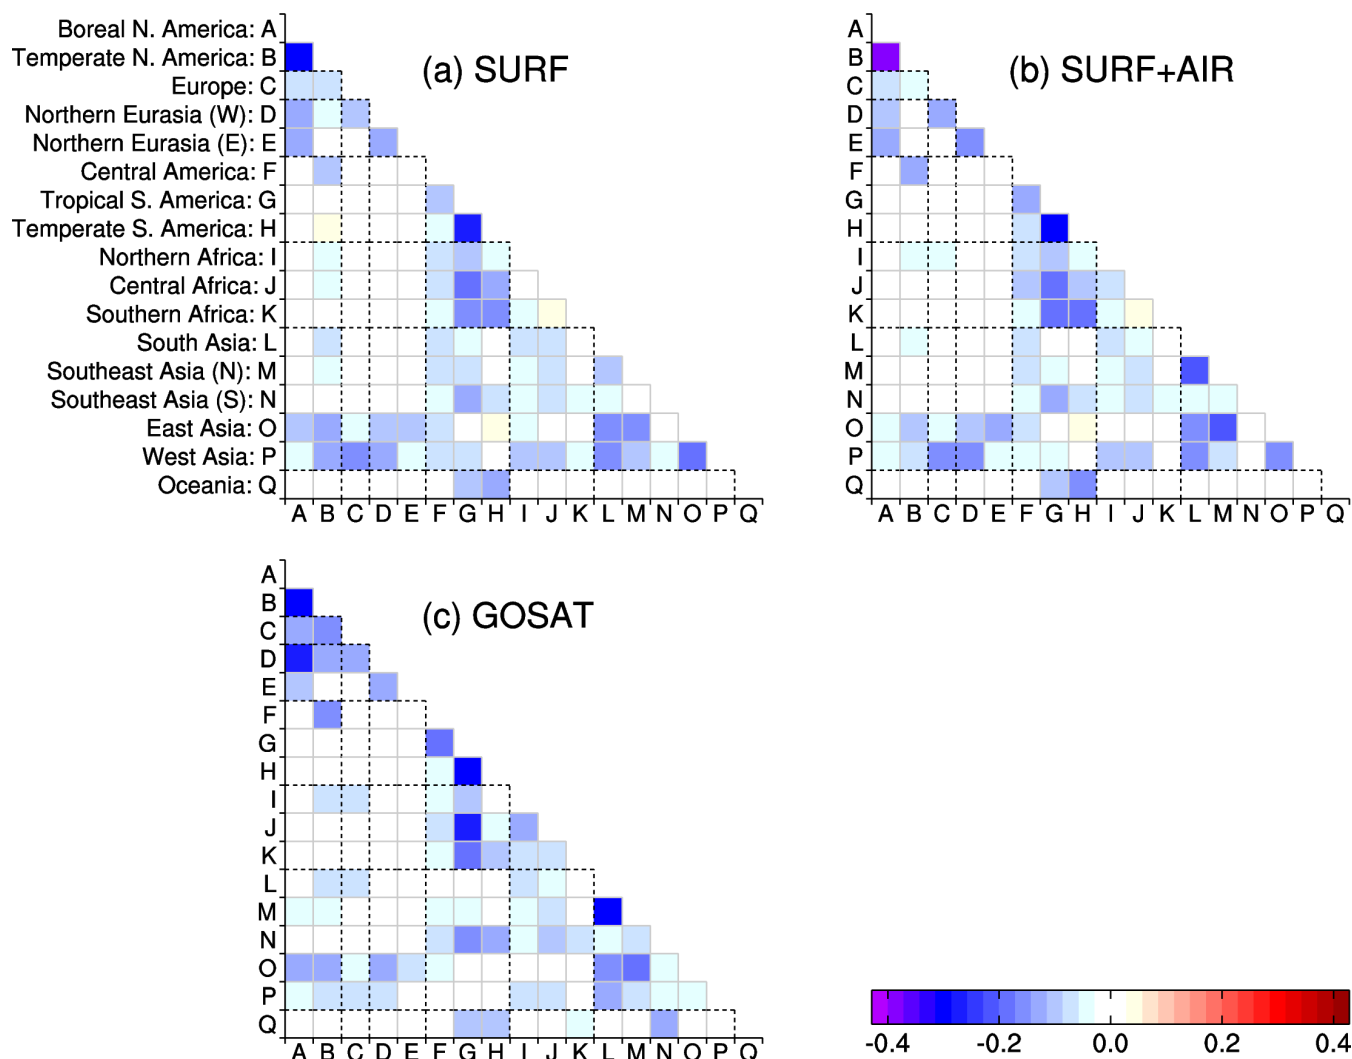 Boreal N. America: A
Temperate N. America: B
Europe: C
Northern Eurasia (W): D
Northern Eurasia (E): E
Central America: F
Tropical S. America: G
Temperate S. America: H
Northern Africa: I
Central Africa: J
Southern Africa: K
South Asia: L
Southeast Asia (N): M
Southeast Asia (S): N
East Asia: O
West Asia: P
Oceania: Q
(a) SURF
A B C D E F G H I J K L M N O P Q
A
B
C
D
E
F
G
H
I
J
K
L
M
N
O
P
Q
(b) SURF+AIR
A B C D E F G H I J K L M N O P Q
A
B
C
D
E
F
G
H
I
J
K
L
M
N
O
P
Q
(c) GOSAT
A B C D E F G H I J K L M N O P Q
-0.4 -0.2 0.0 0.2 0.4